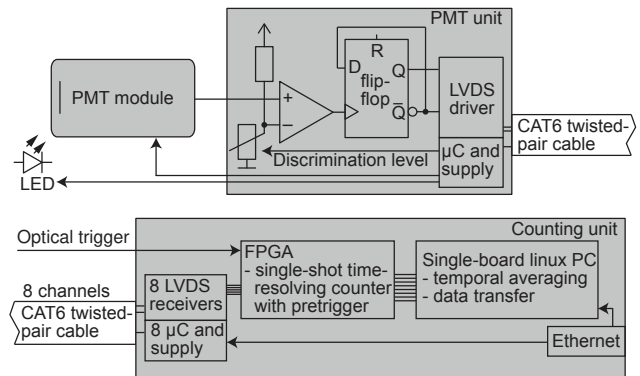 PMT unit
PMT module
+
−
D
R
Q
flip-
flop
Q̅
LVDS
driver
CAT6 twisted-
pair cable
µC and
supply
Discrimination level
LED
Counting unit
Optical trigger
FPGA
- single-shot time-
resolving counter
with pretrigger
Single-board linux PC
- temporal averaging
- data transfer
8 channels
CAT6 twisted-
pair cable
8 LVDS
receivers
8 µC and
supply
Ethernet